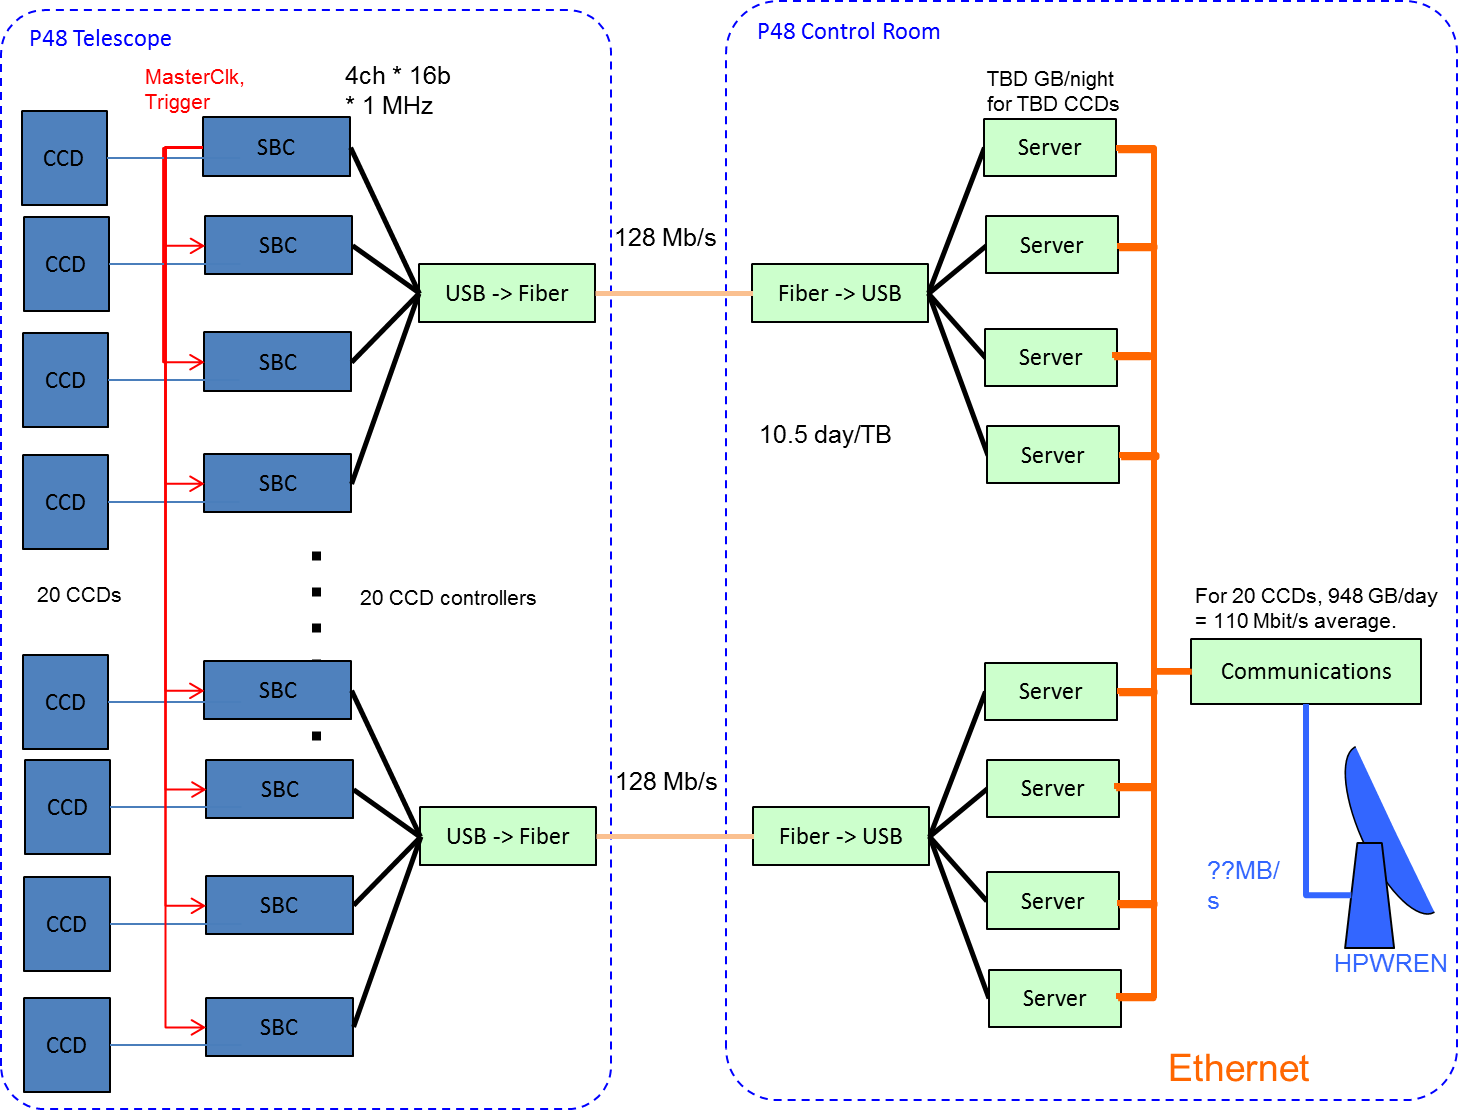 P48 Telescope
MasterClk,
Trigger
4ch * 16b
* 1 MHz
CCD
SBC
CCD
SBC
CCD
SBC
CCD
SBC
USB -> Fiber
20 CCDs
20 CCD controllers
CCD
SBC
CCD
SBC
CCD
SBC
CCD
SBC
USB -> Fiber
128 Mb/s
128 Mb/s
P48 Control Room
TBD GB/night
for TBD CCDs
Server
Server
Fiber -> USB
Server
10.5 day/TB
Server
For 20 CCDs, 948 GB/day
= 110 Mbit/s average.
Communications
Server
Server
Fiber -> USB
Server
Server
??MB/
s
HPWREN
Ethernet